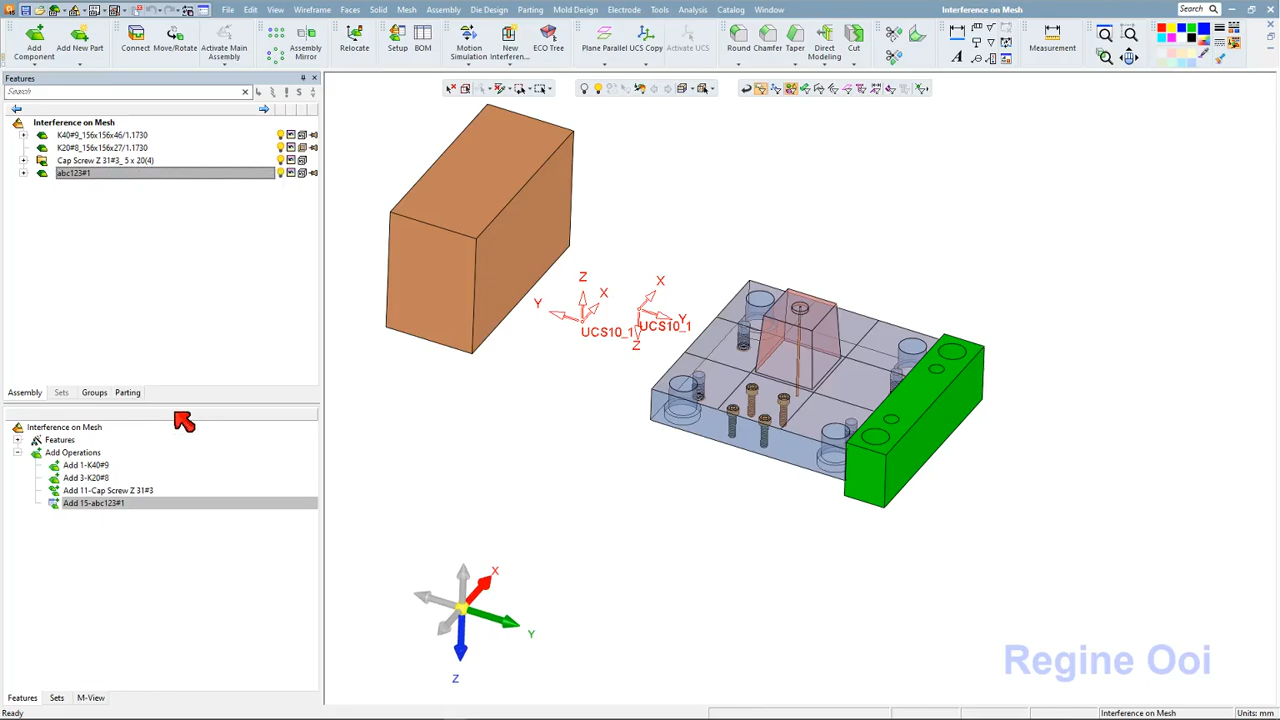 File Edit View Wireframe Faces Solid Mesh Assembly Die Design Parting Mold Design Electrode Tools Analysis Catalog Window Interference on Mesh Search
Add Component Add New Part Connect Move/Rotate Activate Main Assembly Assembly Mirror Relocate Setup BOM Motion Simulation New Interferen... ECO Tree Plane Parallel UCS Copy Activate UCS Round Chamfer Taper Direct Modeling Cut Measurement
Features
Search
Interference on Mesh
K40#9_156x156x46/1.1730
K20#8_156x156x27/1.1730
Cap Screw Z 31#3_ 5 x 20(4)
abc123#1
Z
X
Y
UCS10_1
X
Y
UCS10_1
Z
Assembly Sets Groups Parting
Interference on Mesh
Features
Add Operations
Add 1-K40#9
Add 3-K20#8
Add 11-Cap Screw Z 31#3
Add 15-abc123#1
X
Y
Z
Regine Ooi
Features Sets M-View
Ready Interference on Mesh Units: mm